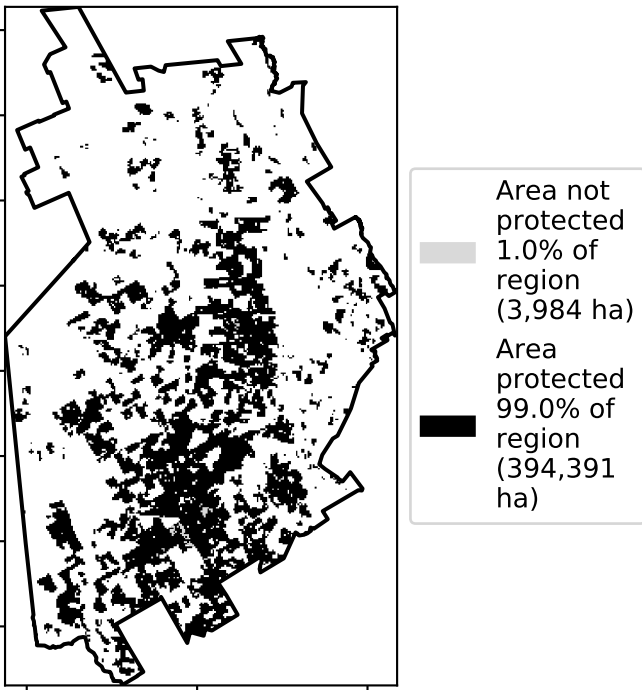 Area not
protected
1.0% of
region
(3,984 ha)
Area
protected
99.0% of
region
(394,391
ha)